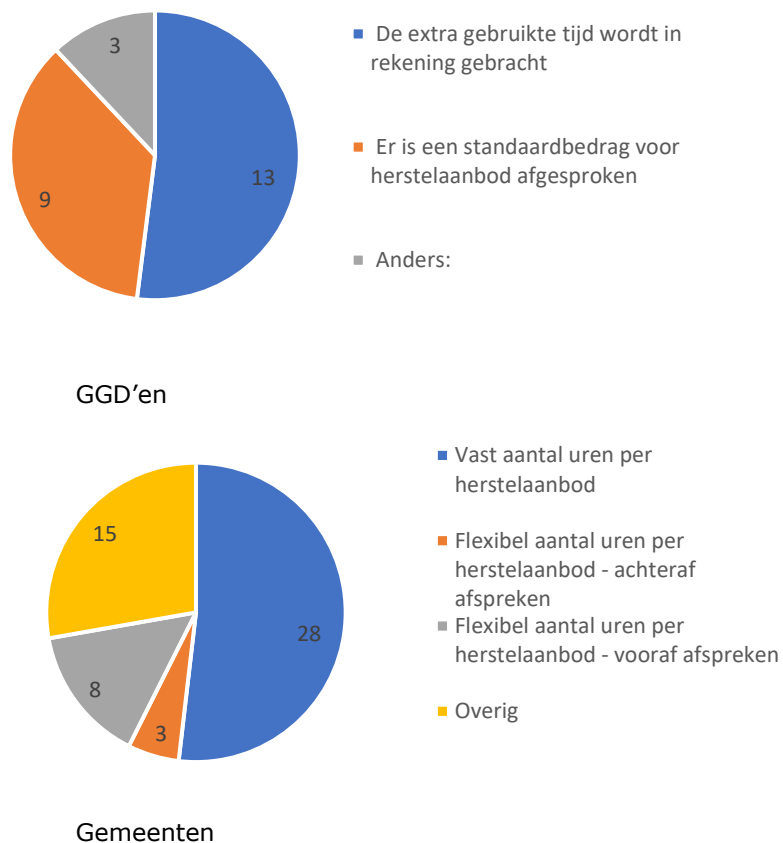 3
9
13
De extra gebruikte tijd wordt in
rekening gebracht
Er is een standaardbedrag voor
herstelaanbod afgesproken
Anders:
GGD’en
15
28
8
3
Vast aantal uren per
herstelaanbod
Flexibel aantal uren per
herstelaanbod - achteraf
afspreken
Flexibel aantal uren per
herstelaanbod - vooraf afspreken
Overig
Gemeenten